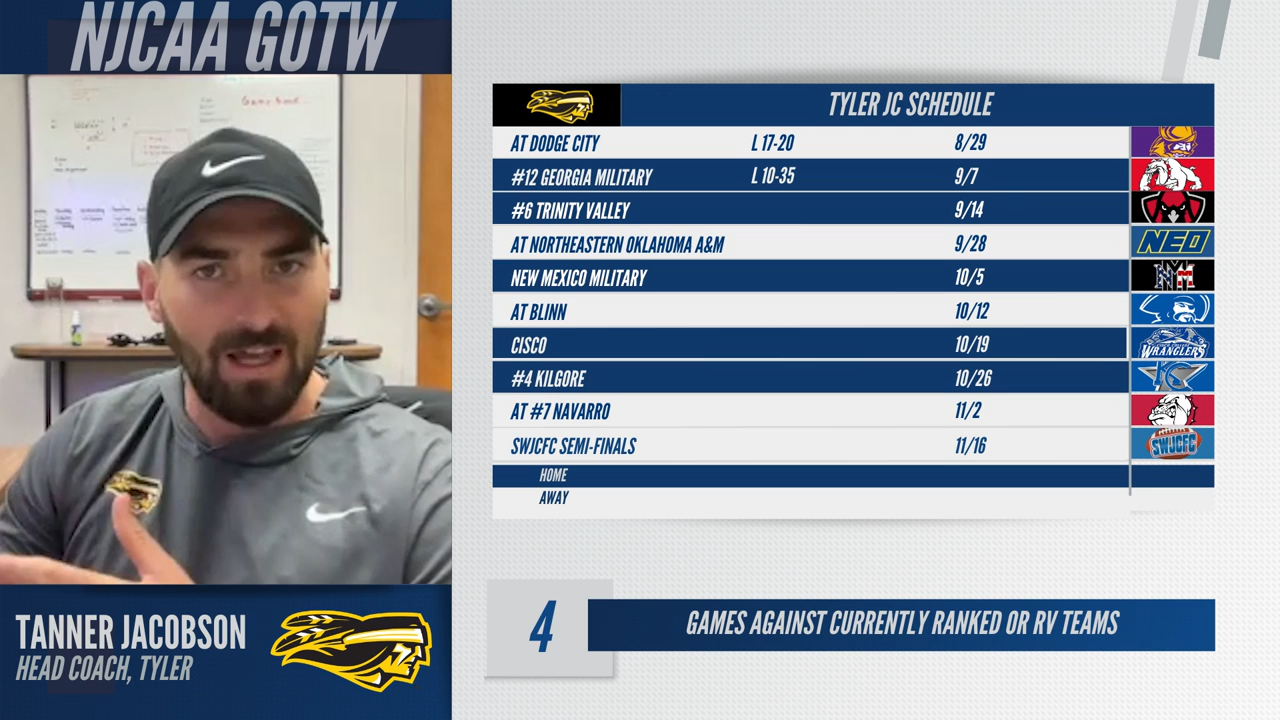 NJCAA GOTW
TYLER JC SCHEDULE
AT DODGE CITY L 17-20 8/29
#12 GEORGIA MILITARY L 10-35 9/7
#6 TRINITY VALLEY 9/14
AT NORTHEASTERN OKLAHOMA A&M 9/28 NEO
NEW MEXICO MILITARY 10/5 NMM
AT BLINN 10/12
CISCO 10/19 WRANGLERS
#4 KILGORE 10/26 KC
AT #7 NAVARRO 11/2
SWJCFC SEMI-FINALS 11/16 SWJCFC
HOME
AWAY
4 GAMES AGAINST CURRENTLY RANKED OR RV TEAMS
TANNER JACOBSON
HEAD COACH, TYLER